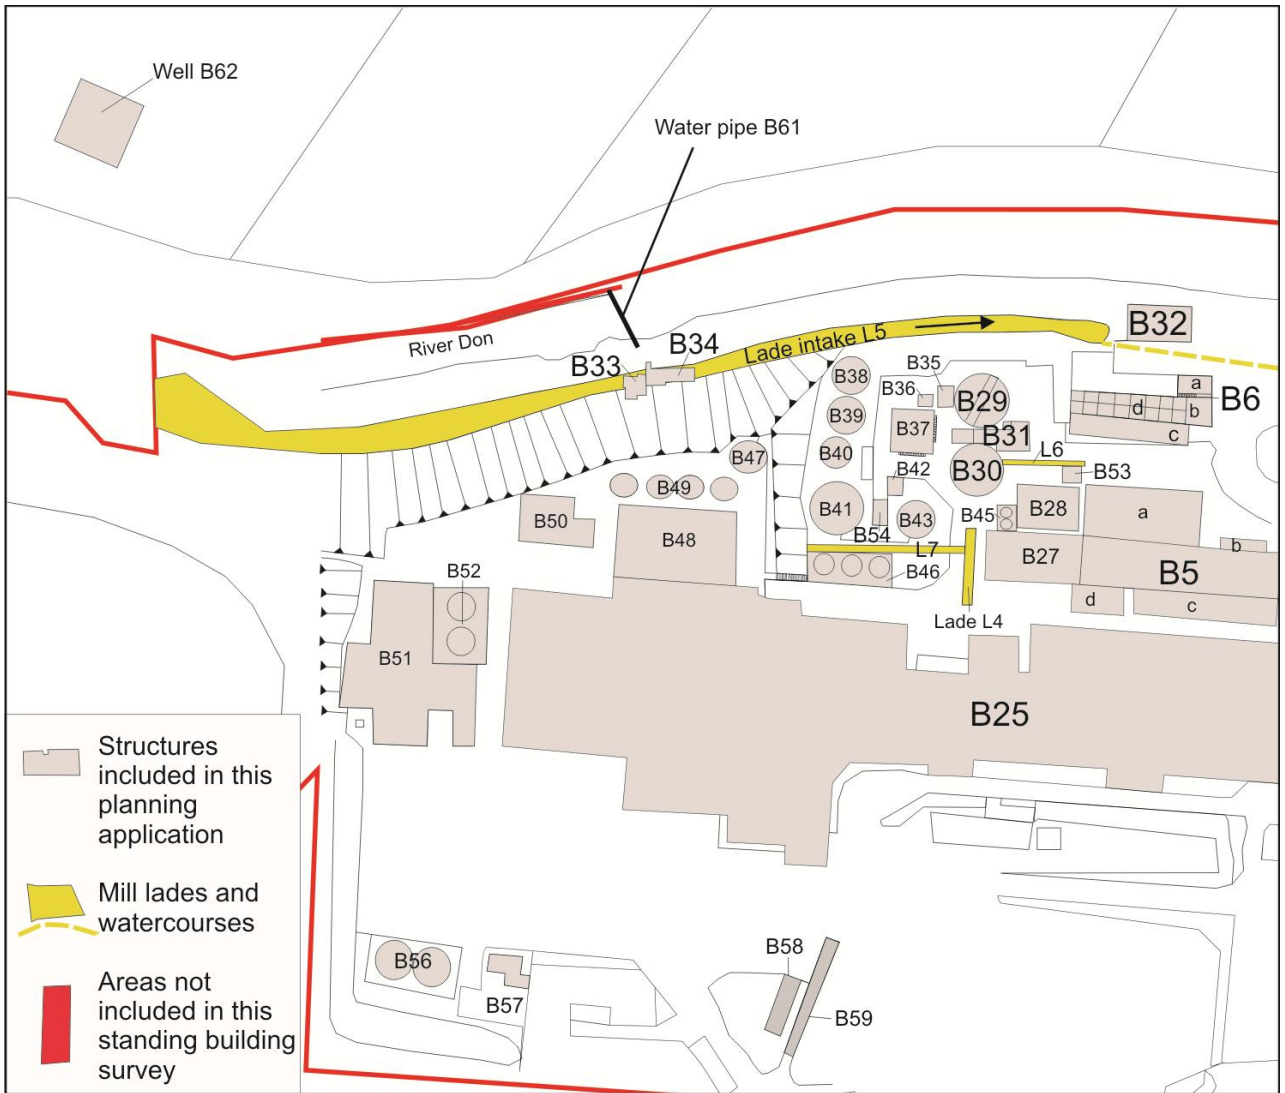 Well B62
Water pipe B61
River Don
B33
B34
Lade intake L5
B32
B38
B35
B36
B29
a
B6
d
b
c
B39
B37
B31
B40
B47
B30
L6
B53
B42
B49
B41
B43
B45
B28
a
B50
B48
B54
L7
B27
b
B46
B5
B52
d
c
Lade L4
B51
B25
Structures
included in this
planning
application
Mill lades and
watercourses
Areas not
included in this
standing building
survey
B56
B57
B58
B59